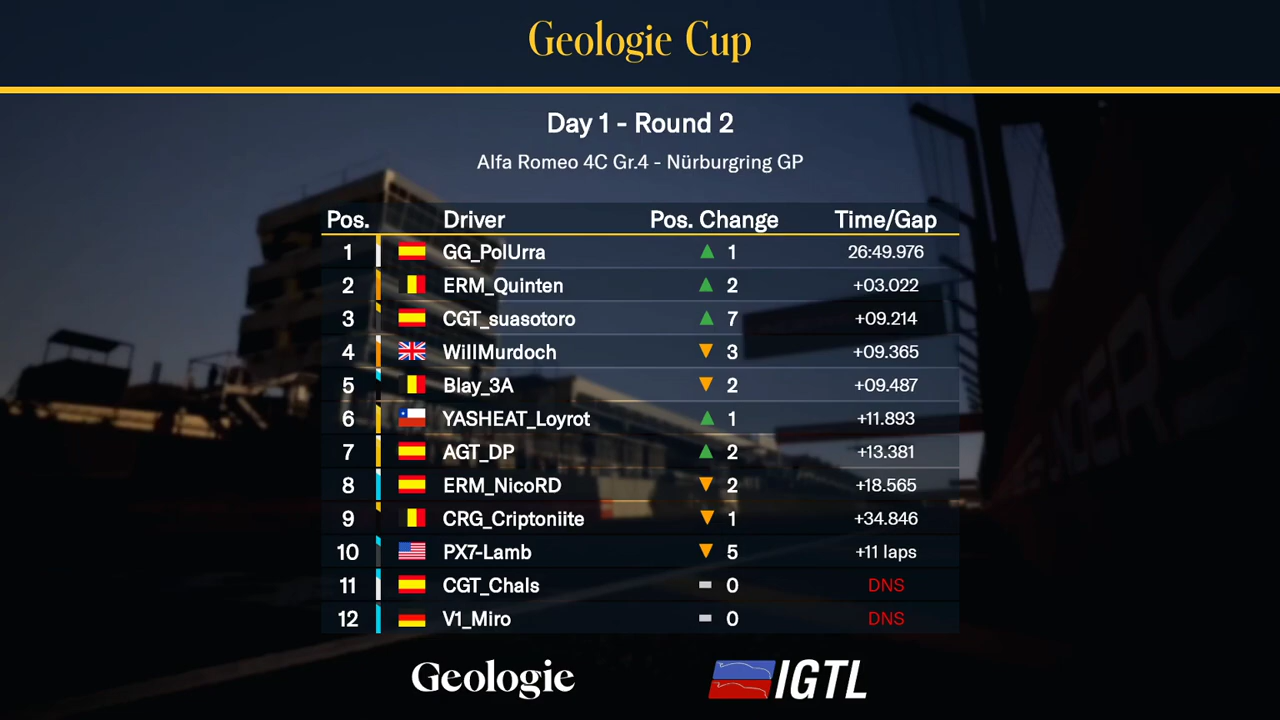 Geologie Cup
Day 1 - Round 2
Alfa Romeo 4C Gr.4 - Nürburgring GP
Pos. Driver Pos. Change Time/Gap
1 GG_PolUrra ▲ 1 26:49.976
2 ERM_Quinten ▲ 2 +03.022
3 CGT_suasotoro ▲ 7 +09.214
4 WillMurdoch ▼ 3 +09.365
5 Blay_3A ▼ 2 +09.487
6 YASHEAT_Loyrot ▲ 1 +11.893
7 AGT_DP ▲ 2 +13.381
8 ERM_NicoRD ▼ 2 +18.565
9 CRG_Criptoniite ▼ 1 +34.846
10 PX7-Lamb ▼ 5 +11 laps
11 CGT_Chals - 0 DNS
12 V1_Miro - 0 DNS
Geologie IGTL